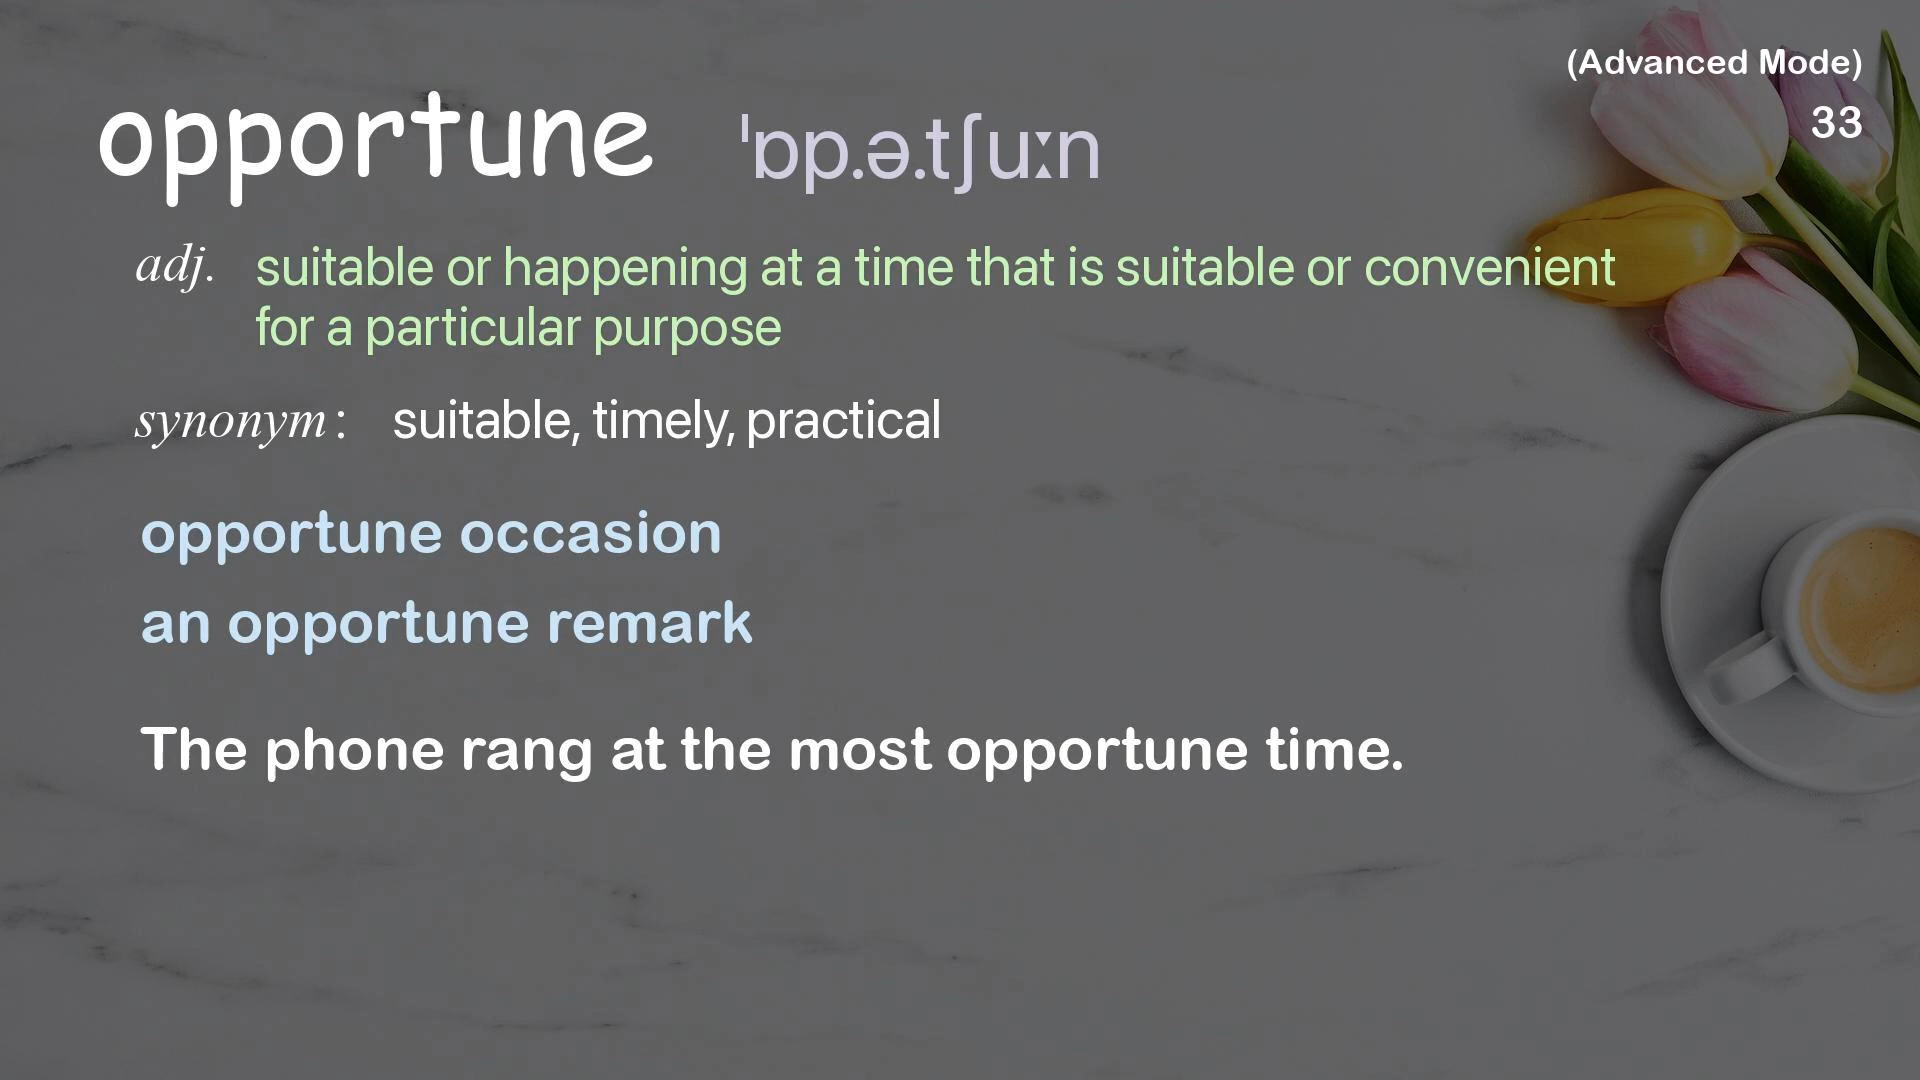 (Advanced Mode)
33
opportune ˈɒp.ə.tʃuːn
adj. suitable or happening at a time that is suitable or convenient
for a particular purpose
synonym : suitable, timely, practical
opportune occasion
an opportune remark
The phone rang at the most opportune time.